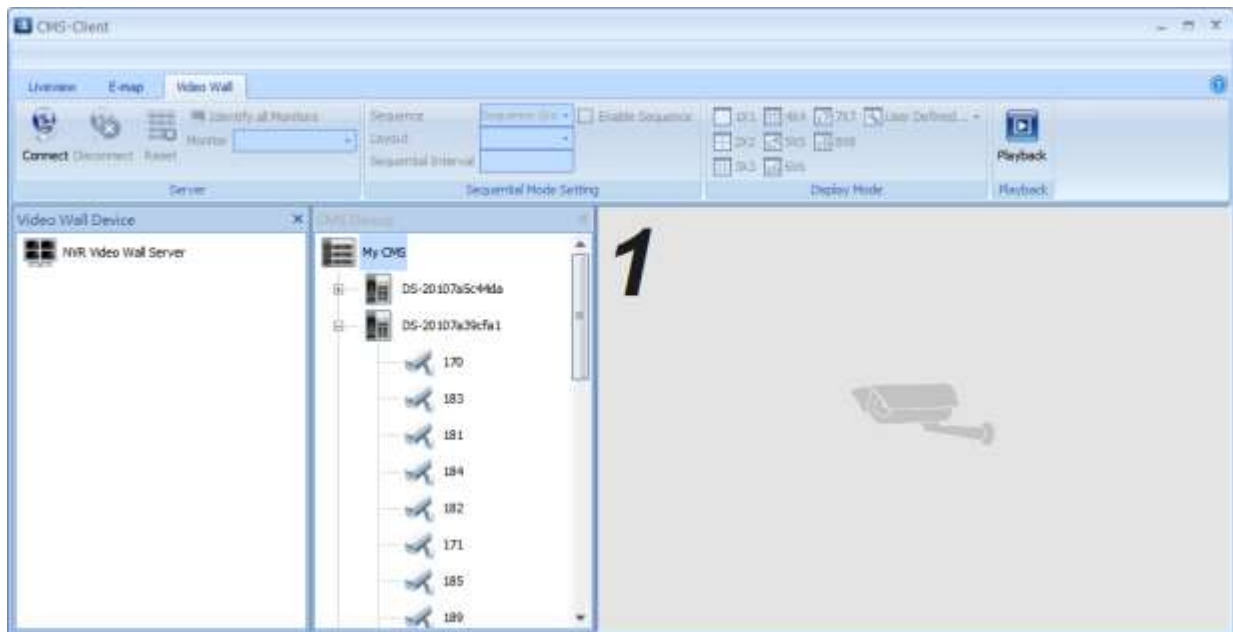 CMS-Client
Liveview E-map Video Wall
Identify all Monitors Sequence Enable Sequence 1X1 4X4 7X7 User Defined...
Monitor Layout 2X2 5X5 8X8
Connect Disconnect Reset Sequential Interval 3X3 6X6 Playback
Server Sequential Mode Setting Display Mode Playback
Video Wall Device CMS Device
NVR Video Wall Server My CMS 1
DS-20107a5c44da
DS-20107a39cfa1
170
183
181
184
182
171
185
189